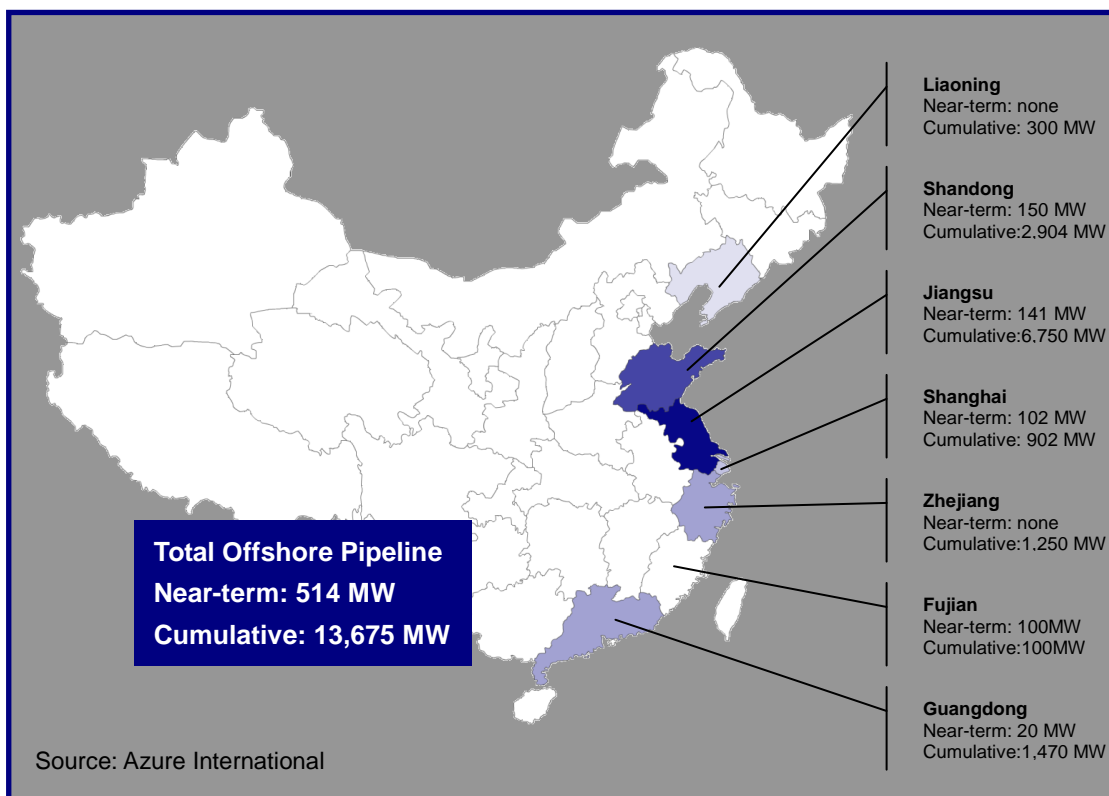 Liaoning
Near-term: none
Cumulative: 300 MW
Shandong
Near-term: 150 MW
Cumulative:2,904 MW
Jiangsu
Near-term: 141 MW
Cumulative:6,750 MW
Shanghai
Near-term: 102 MW
Cumulative: 902 MW
Zhejiang
Near-term: none
Cumulative:1,250 MW
Fujian
Near-term: 100MW
Cumulative:100MW
Guangdong
Near-term: 20 MW
Cumulative:1,470 MW
Total Offshore Pipeline
Near-term: 514 MW
Cumulative: 13,675 MW
Source: Azure International